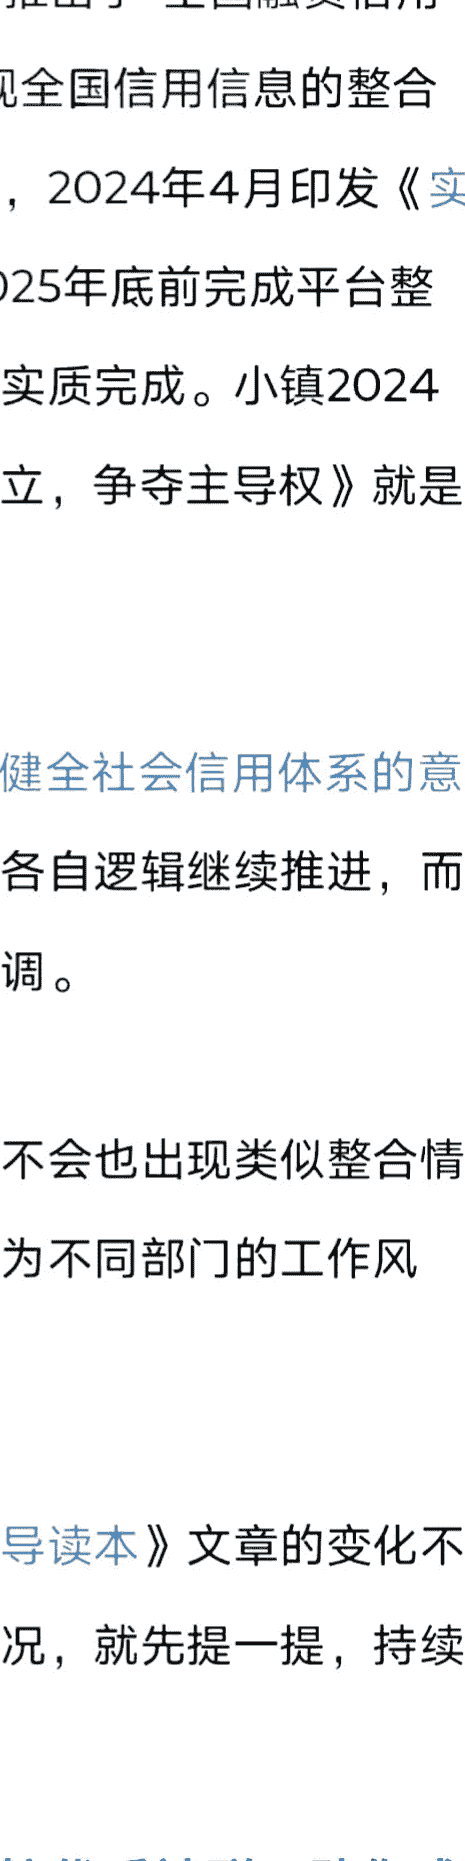 全国信用信息的整合
，2024年4月印发《实
025年底前完成平台整
实质完成。小镇2024
立，争夺主导权》就是
健全社会信用体系的意
各自逻辑继续推进，而
调。
不会也出现类似整合情
为不同部门的工作风
导读本》文章的变化不
况，就先提一提，持续